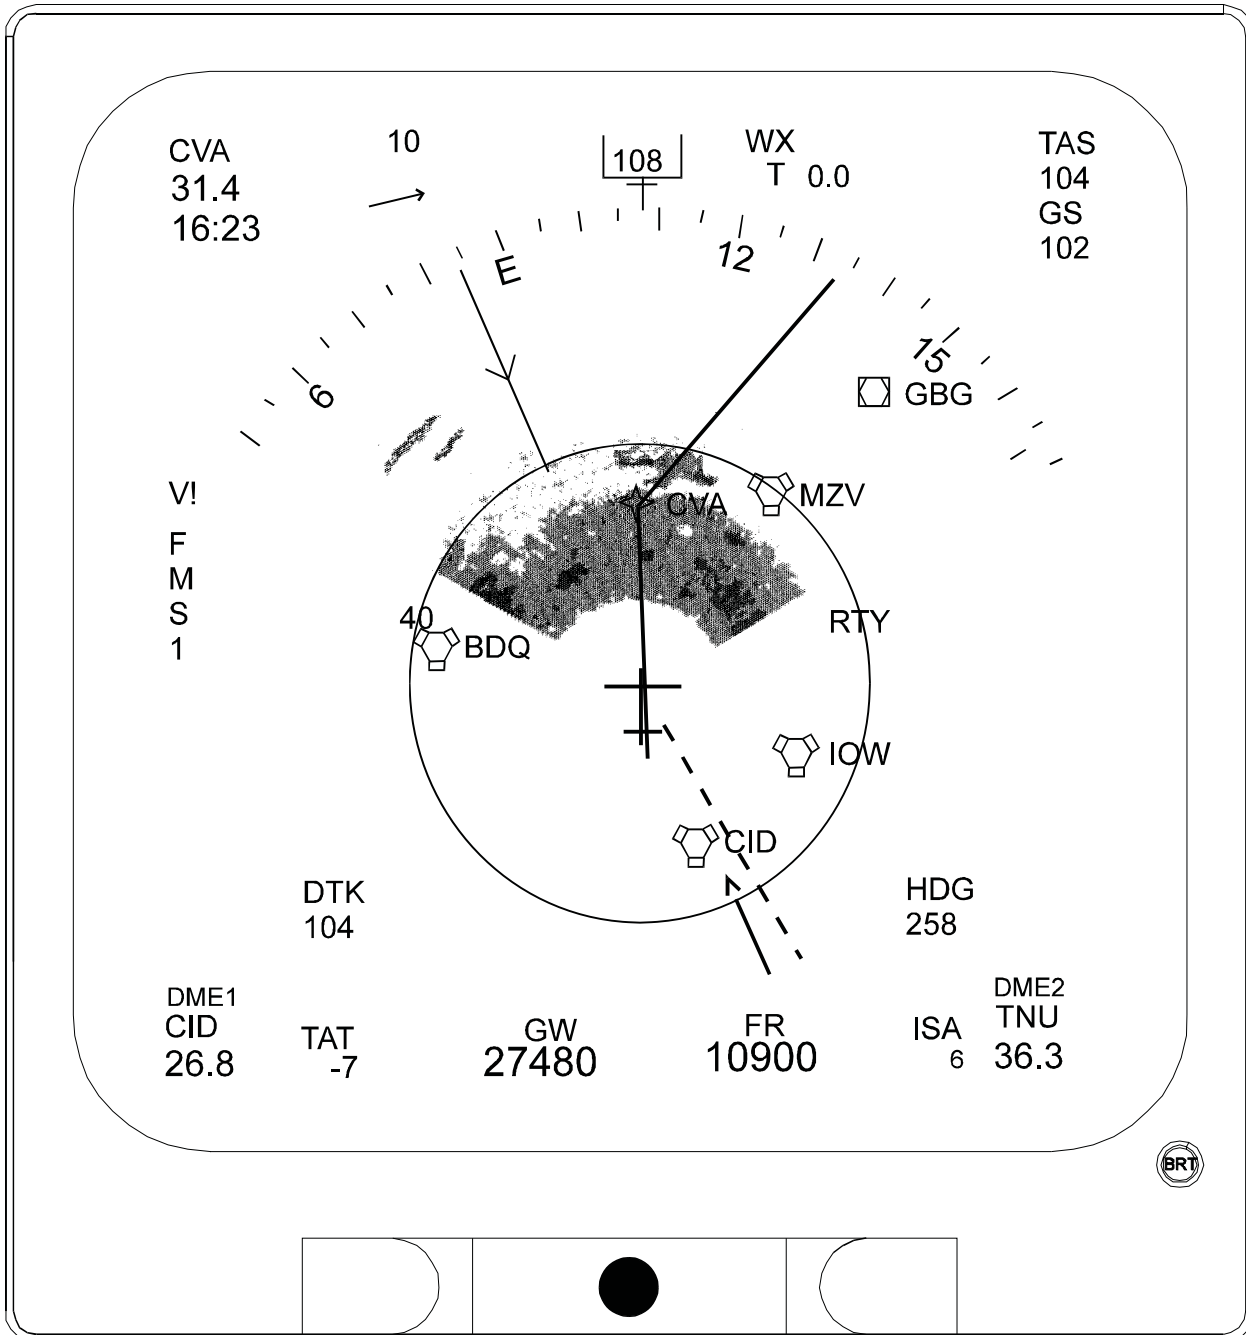 CVA
31.4
16:23
10
108
WX
T 0.0
TAS
104
GS
102
E
12
6
15
GBG
V!
F
M
S
1
CVA
MZV
40
BDQ
RTY
IOW
CID
DTK
104
HDG
258
DME1
CID
26.8
TAT
-7
GW
27480
FR
10900
ISA
6
DME2
TNU
36.3
BRT